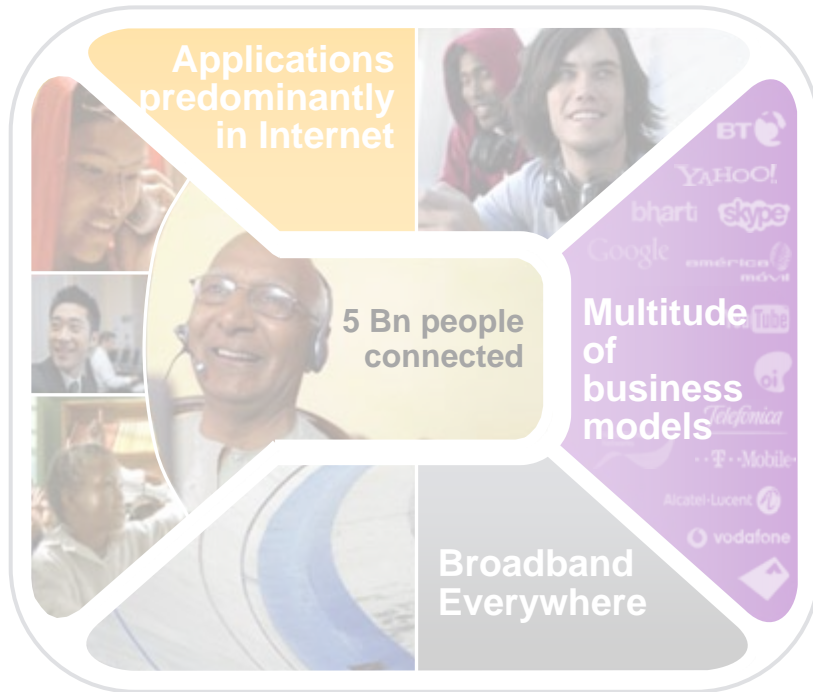 Applications
predominantly
in Internet
BT
YAHOO!
bharti
skype
Google
américa
móvil
5 Bn people
connected
Multitude
of
business
models
Tube
oi
Telefónica
T··Mobile·
Alcatel-Lucent
vodafone
Broadband
Everywhere